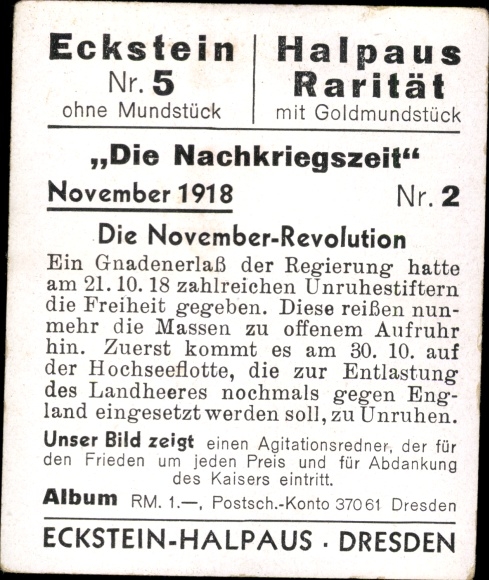 Eckstein
Nr. 5
ohne Mundstück
Halpaus
Rarität
mit Goldmundstück
„Die Nachkriegszeit“
November 1918 Nr. 2
Die November-Revolution
Ein Gnadenerlaß der Regierung hatte
am 21. 10. 18 zahlreichen Unruhestiftern
die Freiheit gegeben. Diese reißen nun-
mehr die Massen zu offenem Aufruhr
hin. Zuerst kommt es am 30. 10. auf
der Hochseeflotte, die zur Entlastung
des Landheeres nochmals gegen Eng-
land eingesetzt werden soll, zu Unruhen.
Unser Bild zeigt einen Agitationsredner, der für
den Frieden um jeden Preis und für Abdankung
des Kaisers eintritt.
Album RM. 1.—, Postsch.-Konto 37061 Dresden
ECKSTEIN-HALPAUS · DRESDEN